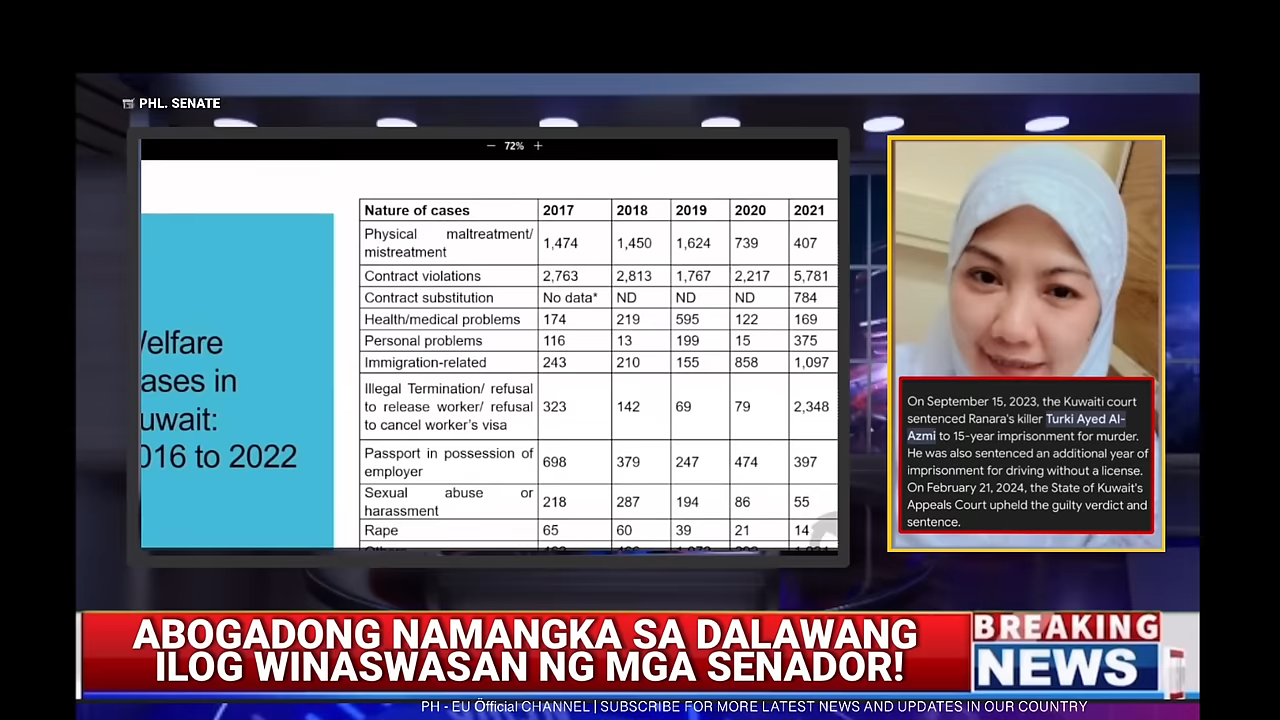 PHL. SENATE
— 72% +
Nature of cases 2017 2018 2019 2020 2021
Physical maltreatment/ mistreatment 1,474 1,450 1,624 739 407
Contract violations 2,763 2,813 1,767 2,217 5,781
Contract substitution No data* ND ND ND 784
Health/medical problems 174 219 595 122 169
Personal problems 116 13 199 15 375
Immigration-related 243 210 155 858 1,097
Illegal Termination/ refusal to release worker/ refusal to cancel worker's visa 323 142 69 79 2,348
Passport in possession of employer 698 379 247 474 397
Sexual abuse or harassment 218 287 194 86 55
Rape 65 60 39 21 14
Others
elfare
ases in
uwait:
016 to 2022
On September 15, 2023, the Kuwaiti court
sentenced Ranara's killer Turki Ayed Al-
Azmi to 15-year imprisonment for murder.
He was also sentenced an additional year of
imprisonment for driving without a license.
On February 21, 2024, the State of Kuwait's
Appeals Court upheld the guilty verdict and
sentence.
ABOGADONG NAMANGKA SA DALAWANG
ILOG WINASWASAN NG MGA SENADOR!
BREAKING
NEWS
PH - EU Öfficial CHANNEL | SUBSCRIBE FOR MORE LATEST NEWS AND UPDATES IN OUR COUNTRY